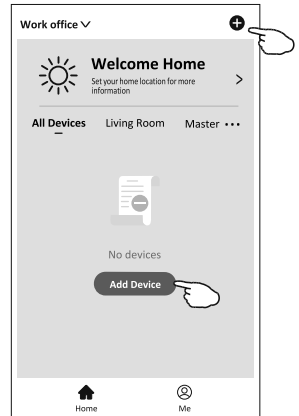 Work office
Welcome Home
Set your home location for more
information
All Devices Living Room Master
No devices
Add Device
Home Me